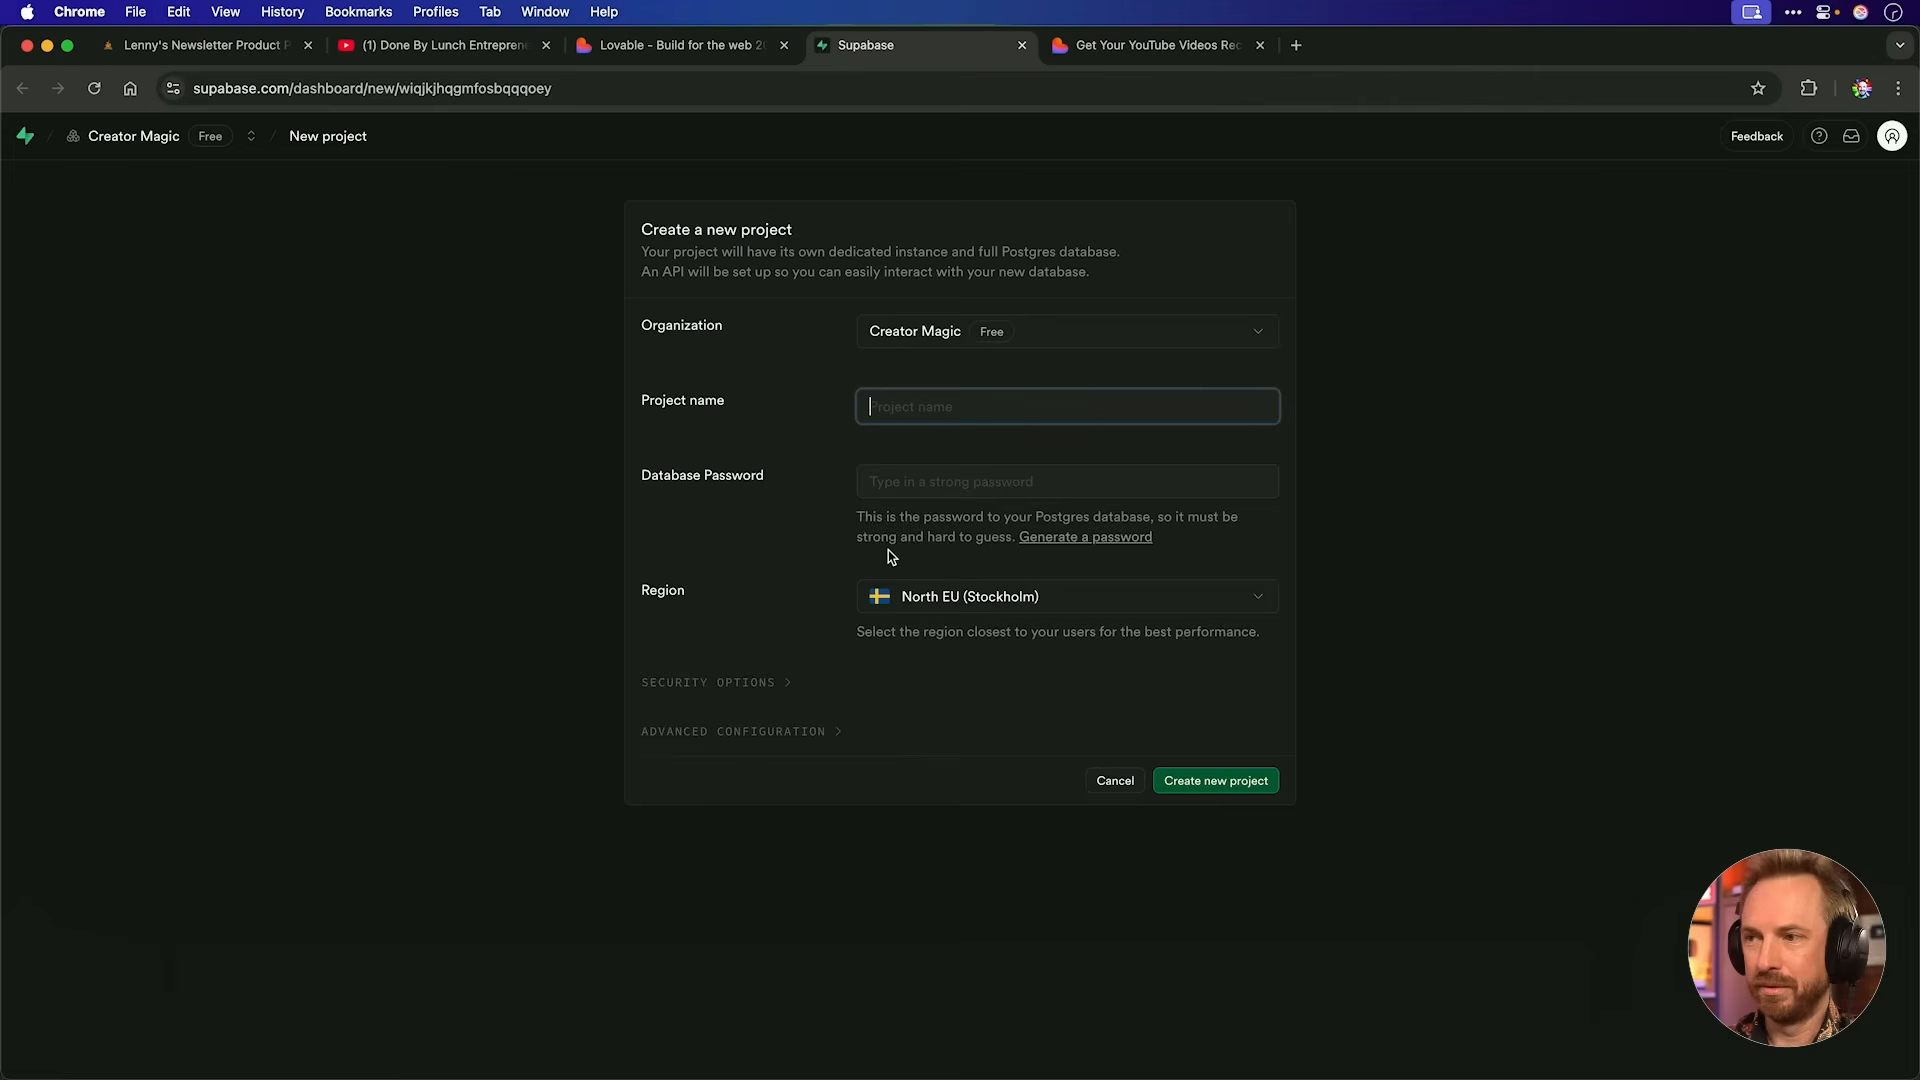 Chrome File Edit View History Bookmarks Profiles Tab Window Help
Lenny's Newsletter Product P
(1) Done By Lunch Entreprene
Lovable - Build for the web 2
Supabase
Get Your YouTube Videos Rec
supabase.com/dashboard/new/wiqjkjhqgmfosbqqqoey
Creator Magic Free / New project
Feedback
Create a new project
Your project will have its own dedicated instance and full Postgres database.
An API will be set up so you can easily interact with your new database.
Organization
Creator Magic Free
Project name
Project name
Database Password
Type in a strong password
This is the password to your Postgres database, so it must be
strong and hard to guess. Generate a password
Region
North EU (Stockholm)
Select the region closest to your users for the best performance.
SECURITY OPTIONS >
ADVANCED CONFIGURATION >
Cancel
Create new project